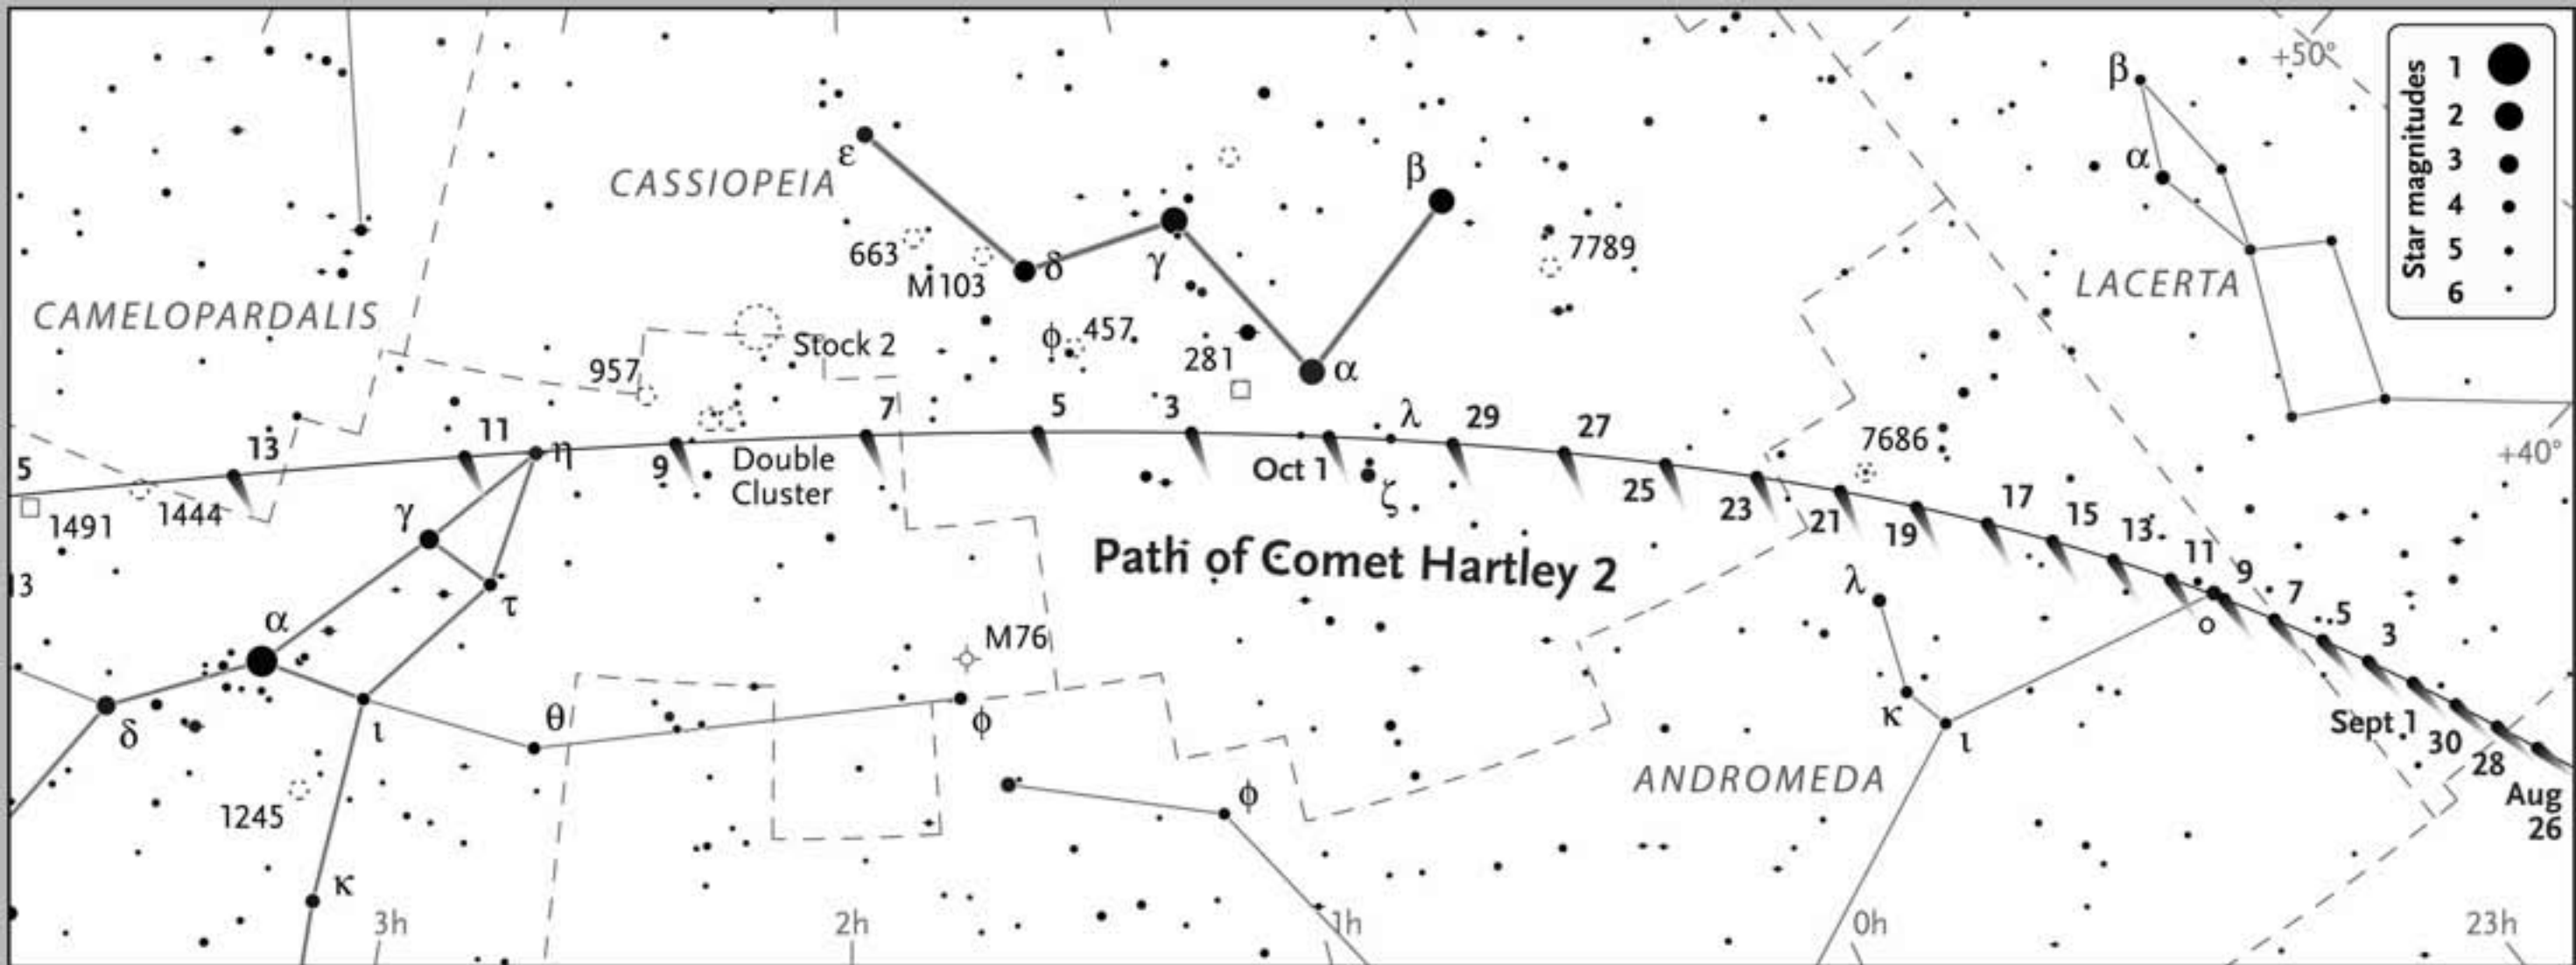 +50°
Star magnitudes
1
2
3
4
5
6
β
α
LACERTA
+40°
ε
CASSIOPEIA
β
663
M103
δ
γ
7789
CAMELOPARDALIS
Stock 2
φ 457
281
α
957
5
13
11
η
9
Double
Cluster
7
5
3
Oct 1
λ
ζ
29
27
25
23
21
19
17
15
13
11
9
7
5
3
Sept 1
30
28
Aug
26
7686
1491
1444
13
γ
τ
α
δ
ι
θ
φ
M76
Path of Comet Hartley 2
λ
κ
ι
ο
ANDROMEDA
φ
1245
κ
3h
2h
1h
0h
23h